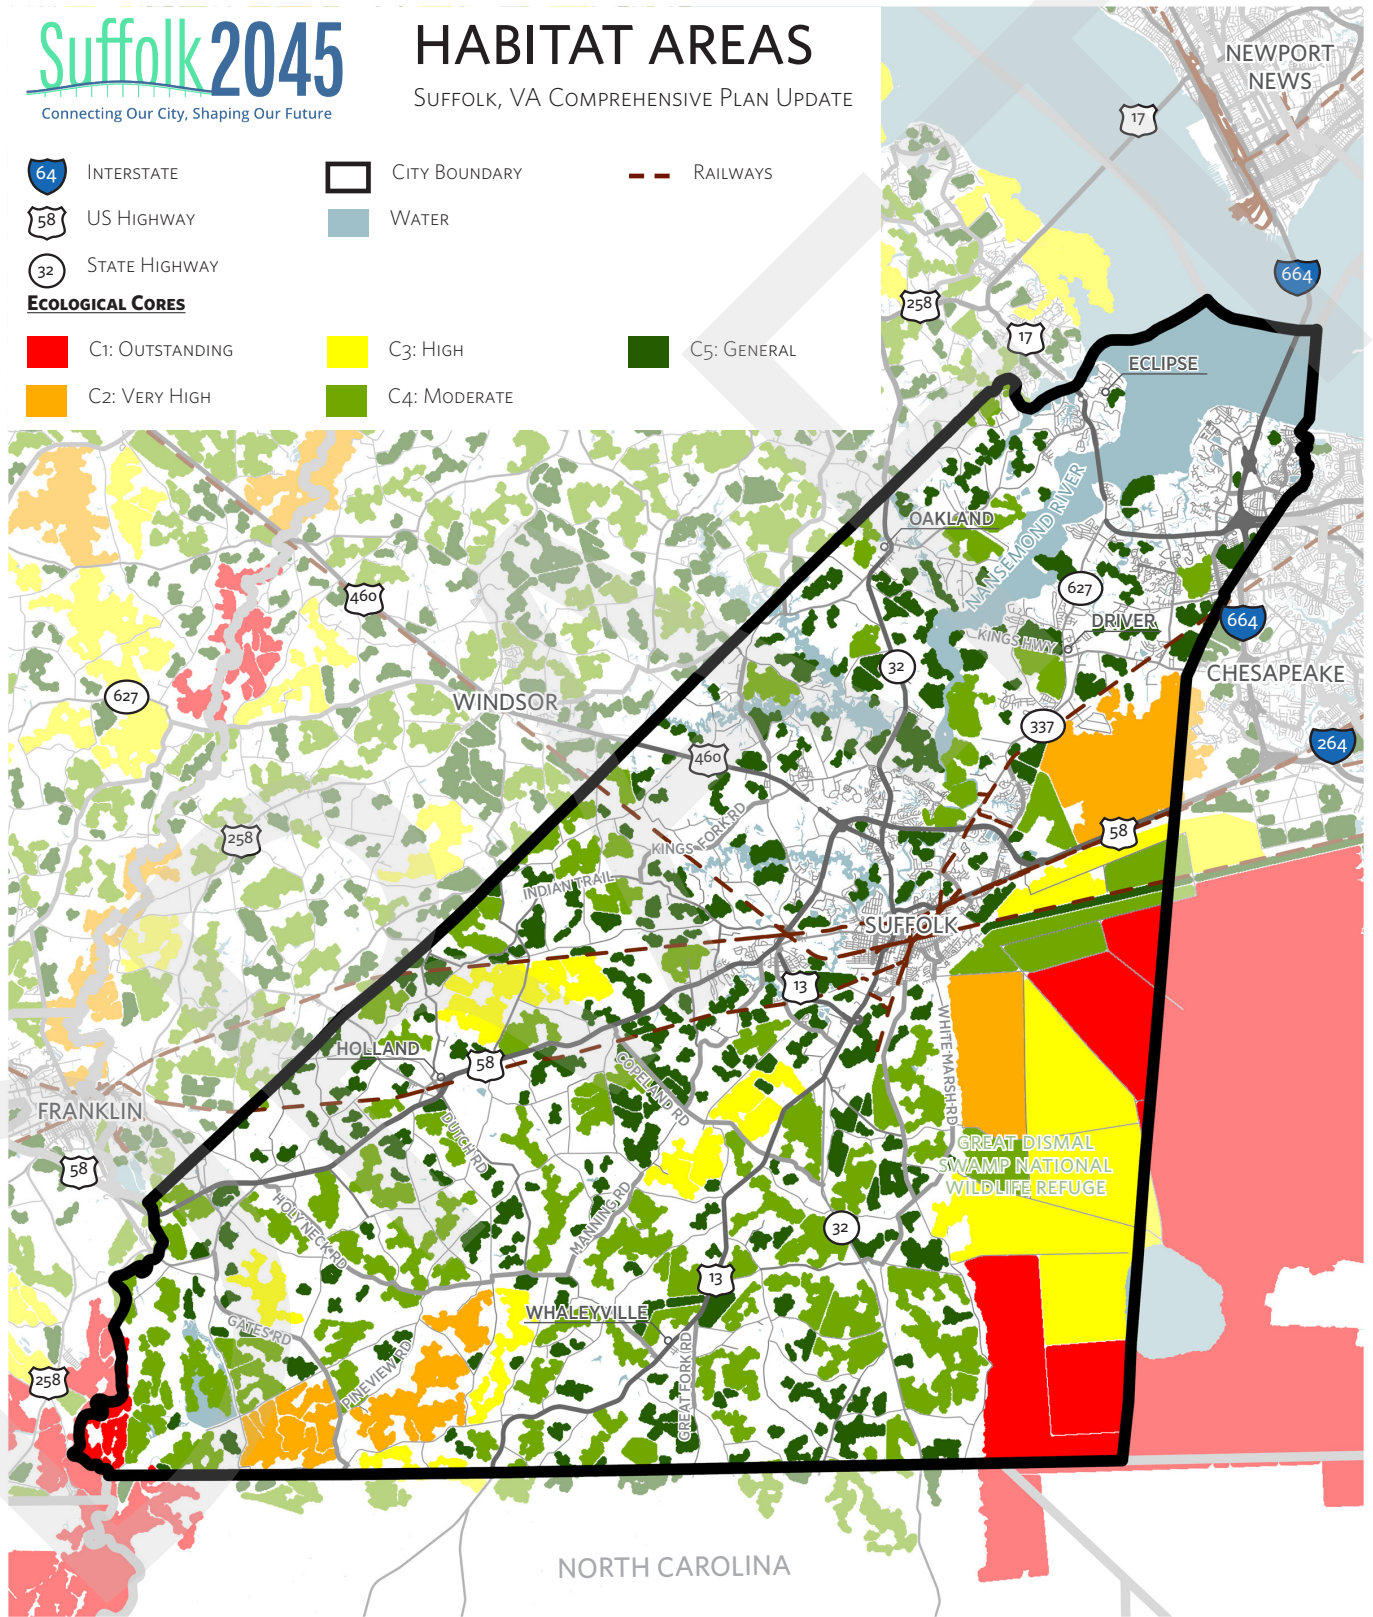 Suffolk 2045
Connecting Our City, Shaping Our Future
HABITAT AREAS
SUFFOLK, VA COMPREHENSIVE PLAN UPDATE
64 INTERSTATE
CITY BOUNDARY
RAILWAYS
58 US HIGHWAY
WATER
32 STATE HIGHWAY
ECOLOGICAL CORES
C1: OUTSTANDING
C3: HIGH
C5: GENERAL
C2: VERY HIGH
C4: MODERATE
NEWPORT
NEWS
17
664
258
17
ECLIPSE
OAKLAND
NANSEMOND RIVER
460
627
DRIVER
664
KINGS HWY
32
CHESAPEAKE
627
WINDSOR
337
264
460
258
KINGS FORK RD
58
INDIAN TRAIL
SUFFOLK
13
WHITE MARSH RD
HOLLAND
58
COPELAND RD
FRANKLIN
DUTCH RD
GREAT DISMAL
SWAMP NATIONAL
WILDLIFE REFUGE
58
HOLY NECK RD
MANNING RD
32
13
WHALEYVILLE
GATES RD
PINEVIEW RD
GREAT FORK RD
258
NORTH CAROLINA